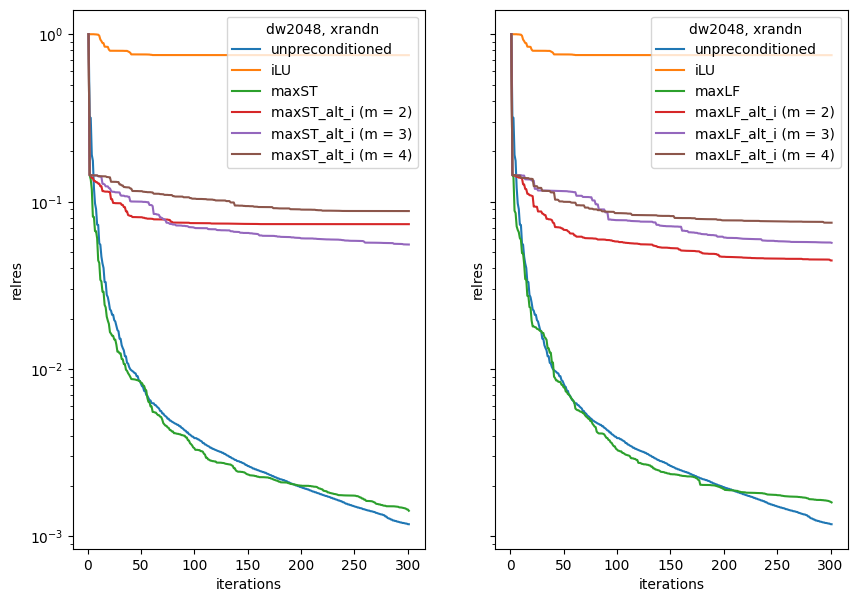 dw2048, xrandn
unpreconditioned
iLU
maxST
maxST_alt_i (m = 2)
maxST_alt_i (m = 3)
maxST_alt_i (m = 4)
relres
10⁰
10⁻¹
10⁻²
10⁻³
0 50 100 150 200 250 300
iterations
dw2048, xrandn
unpreconditioned
iLU
maxLF
maxLF_alt_i (m = 2)
maxLF_alt_i (m = 3)
maxLF_alt_i (m = 4)
relres
0 50 100 150 200 250 300
iterations